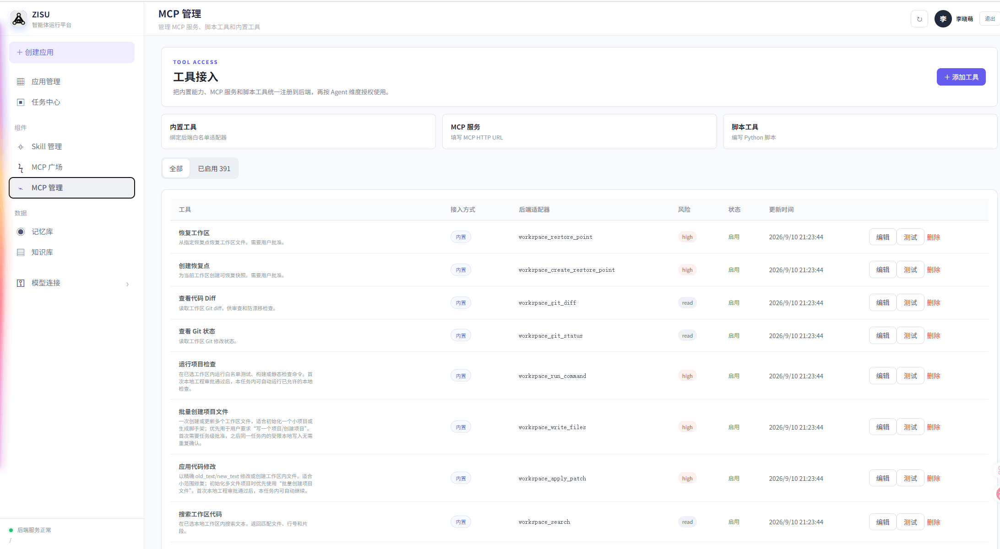 ZISU
智能体运行平台
+ 创建应用
应用管理
任务中心
组件
Skill 管理
MCP 广场
MCP 管理
数据
记忆库
知识库
模型连接
后端服务正常
/
MCP 管理
管理 MCP 服务、脚本工具和内置工具
李
李晓萌
退出
TOOL ACCESS
工具接入
把内置能力、MCP 服务和脚本工具统一注册到后端，再按 Agent 维度授权使用。
+ 添加工具
内置工具
绑定后端白名单适配器
MCP 服务
填写 MCP HTTP URL
脚本工具
编写 Python 脚本
全部 已启用 391
工具 接入方式 后端适配器 风险 状态 更新时间
恢复工作区
从指定恢复点恢复工作区文件。需要用户批准。
内置 workspace_restore_point high 启用 2026/9/10 21:23:44 编辑 测试 删除
创建恢复点
为当前工作区创建可恢复快照。需要用户批准。
内置 workspace_create_restore_point high 启用 2026/9/10 21:23:44 编辑 测试 删除
查看代码 Diff
读取工作区 Git diff，供审查和防漂移检查。
内置 workspace_git_diff read 启用 2026/9/10 21:23:44 编辑 测试 删除
查看 Git 状态
读取工作区 Git 修改状态。
内置 workspace_git_status read 启用 2026/9/10 21:23:44 编辑 测试 删除
运行项目检查
在已选工作区内运行白名单测试、构建或静态检查命令。首
次本地工程审批通过后，本任务内可自动运行已允许的本地
检查。
内置 workspace_run_command high 启用 2026/9/10 21:23:44 编辑 测试 删除
批量创建项目文件
一次创建或更新多个工作区文件，适合初始化一个小项目或
生成脚手架；优先用于用户要求“写一个项目/创建项目”。
首次需要任务级批准，之后同一任务内的受限本地写入无需
重复确认。
内置 workspace_write_files high 启用 2026/9/10 21:23:44 编辑 测试 删除
应用代码修改
以精确 old_text/new_text 修改或创建工作区内文件。适合
小范围修复；初始化多文件项目时优先使用“批量创建项目
文件”。首次本地工程审批通过后，本任务内可自动继续。
内置 workspace_apply_patch high 启用 2026/9/10 21:23:44 编辑 测试 删除
搜索工作区代码
在已选本地工作区内搜索文本，返回匹配文件、行号和片
段。
内置 workspace_search read 启用 2026/9/10 21:23:44 编辑 测试 删除